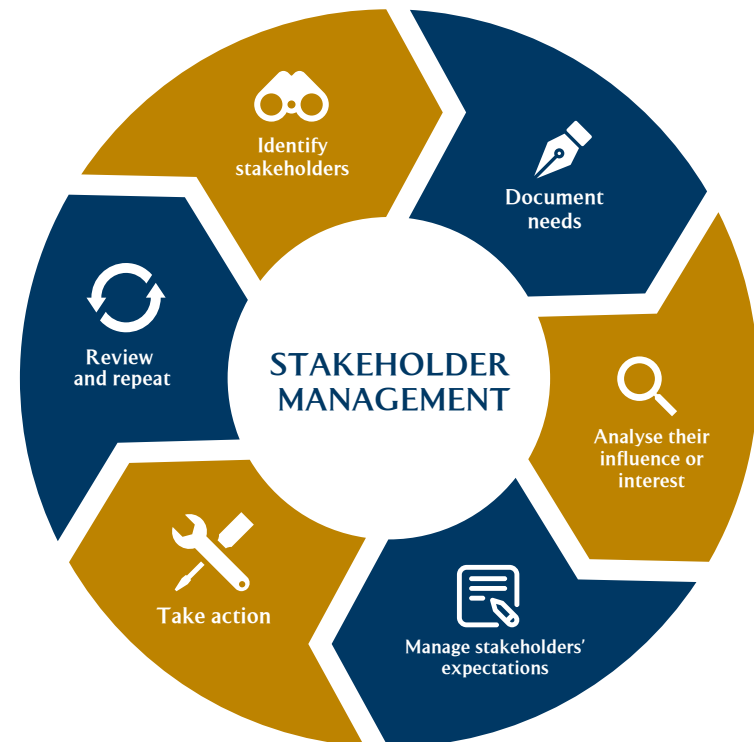 Identify
stakeholders
Document
needs
Analyse their
influence or
interest
Manage stakeholders’
expectations
Take action
Review
and repeat
STAKEHOLDER
MANAGEMENT